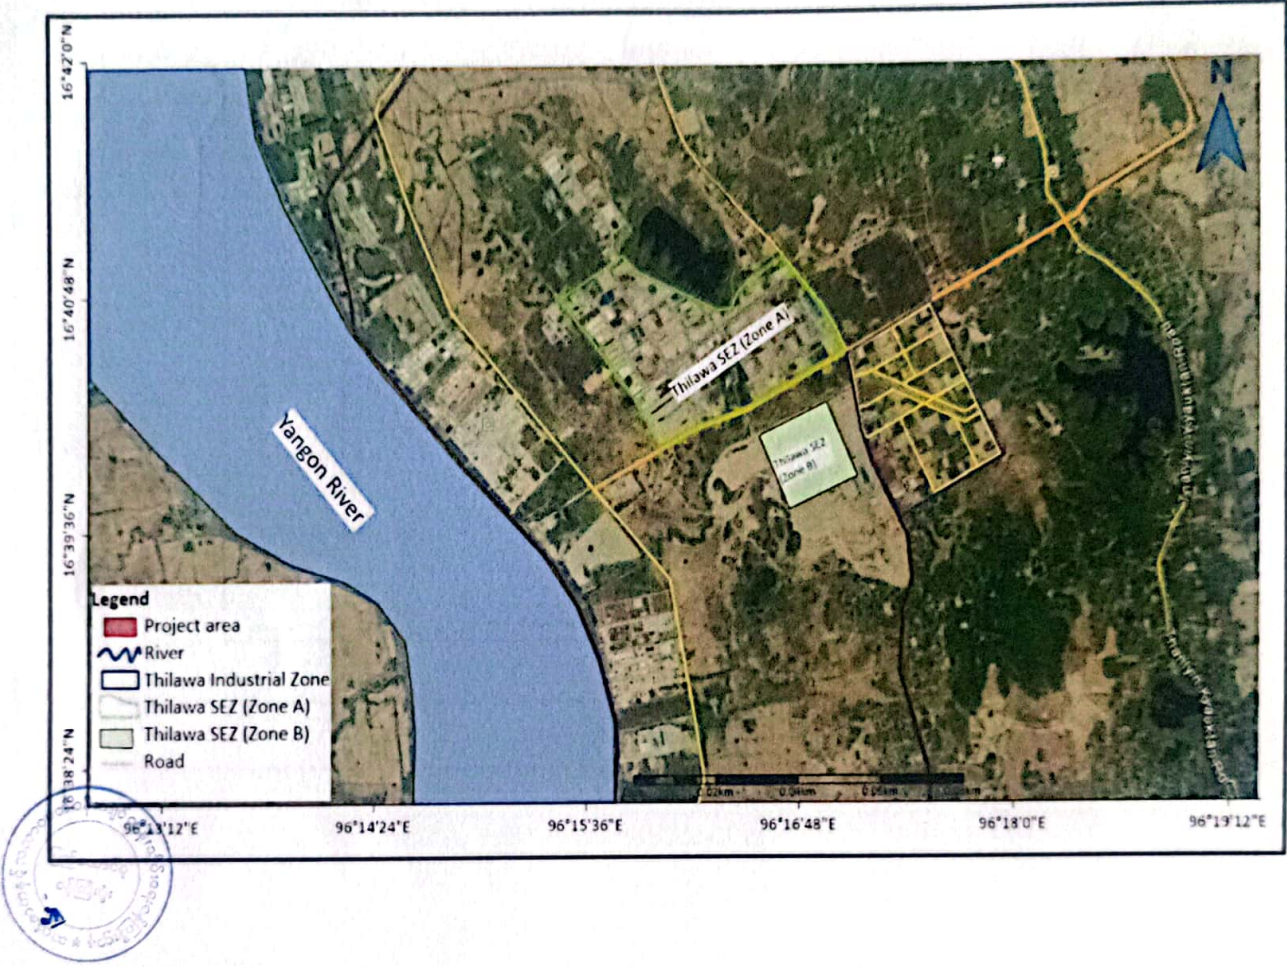 16°42'0"N
N
16°40'48"N
Thilawa SEZ (Zone A)
Thilawa SEZ
(Zone B)
Yangon River
16°39'36"N
Legend
Project area
River
Thilawa Industrial Zone
Thilawa SEZ (Zone A)
Thilawa SEZ (Zone B)
Road
16°38'24"N
96°13'12"E
96°14'24"E
96°15'36"E
96°16'48"E
96°18'0"E
96°19'12"E